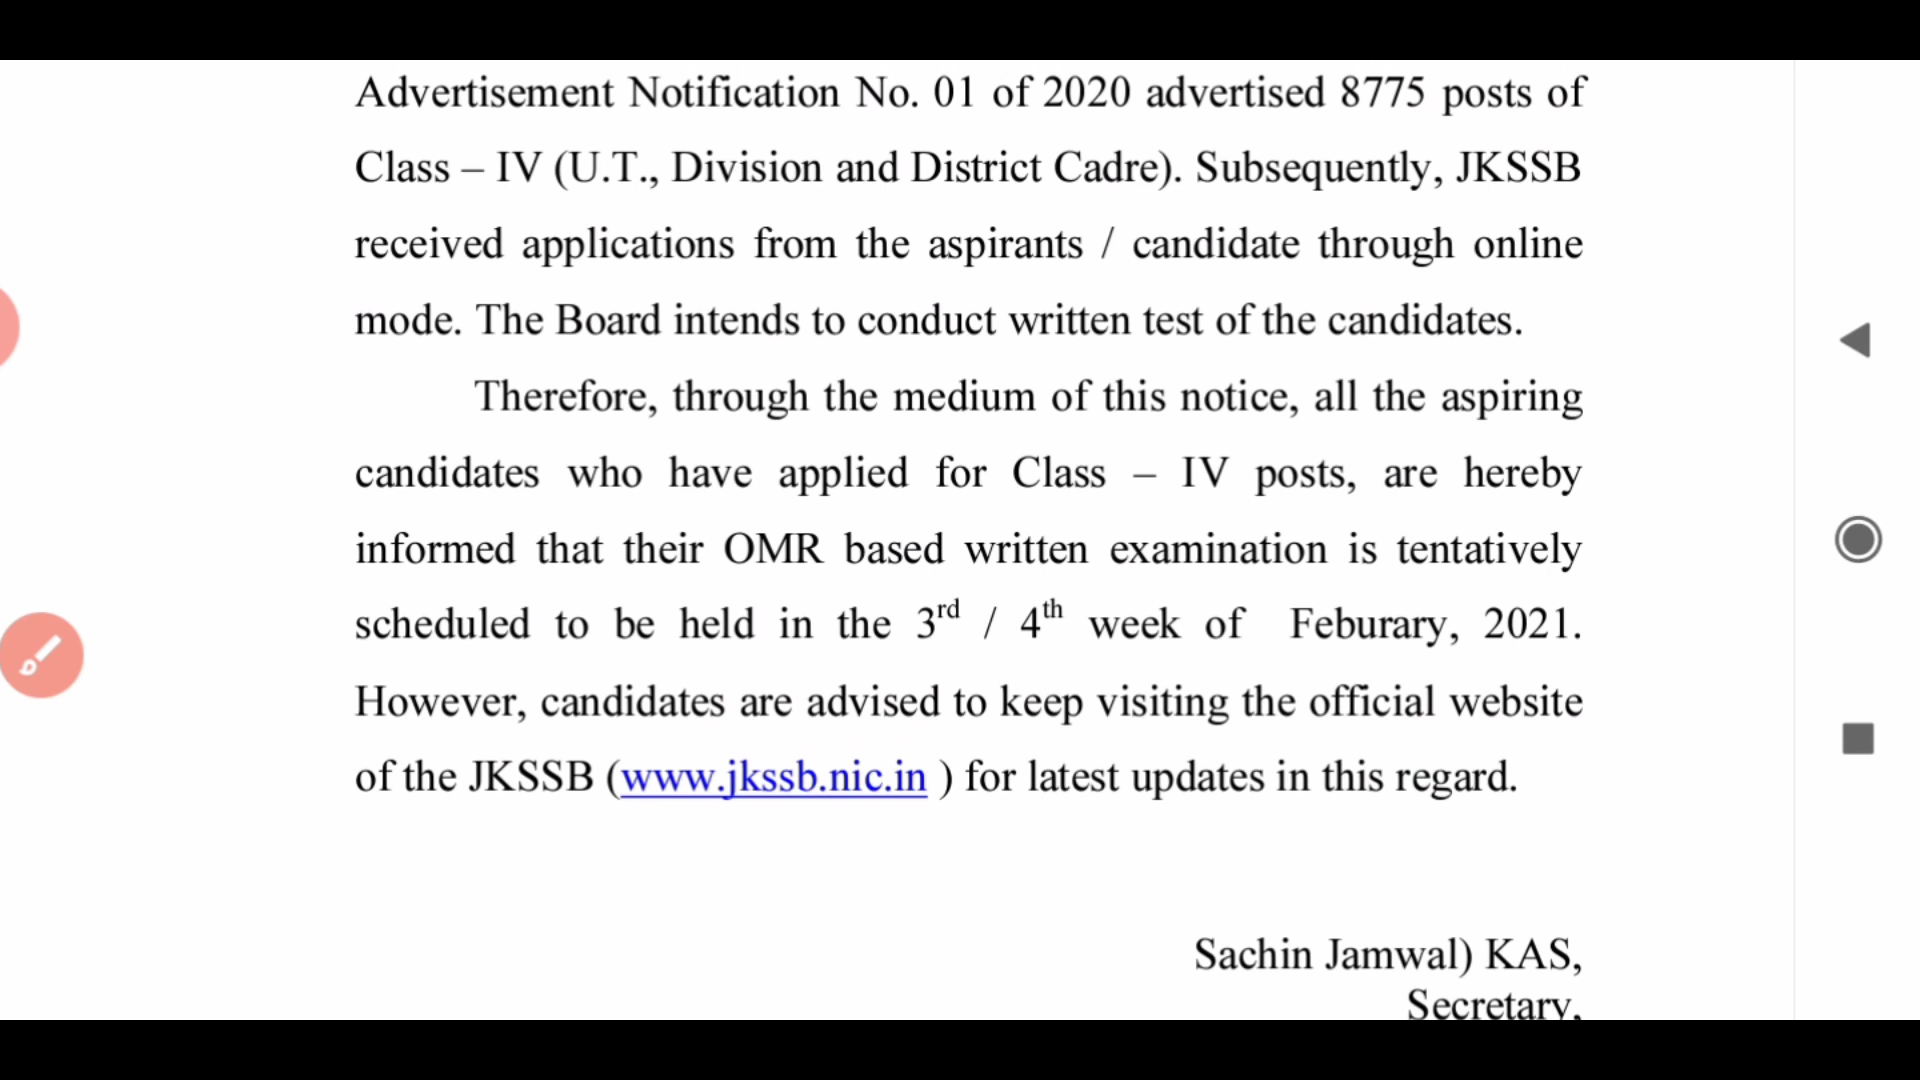 Advertisement Notification No. 01 of 2020 advertised 8775 posts of
Class – IV (U.T., Division and District Cadre). Subsequently, JKSSB
received applications from the aspirants / candidate through online
mode. The Board intends to conduct written test of the candidates.
Therefore, through the medium of this notice, all the aspiring
candidates who have applied for Class – IV posts, are hereby
informed that their OMR based written examination is tentatively
scheduled to be held in the 3rd / 4th week of Feburary, 2021.
However, candidates are advised to keep visiting the official website
of the JKSSB (www.jkssb.nic.in ) for latest updates in this regard.
Sachin Jamwal) KAS,
Secretary,